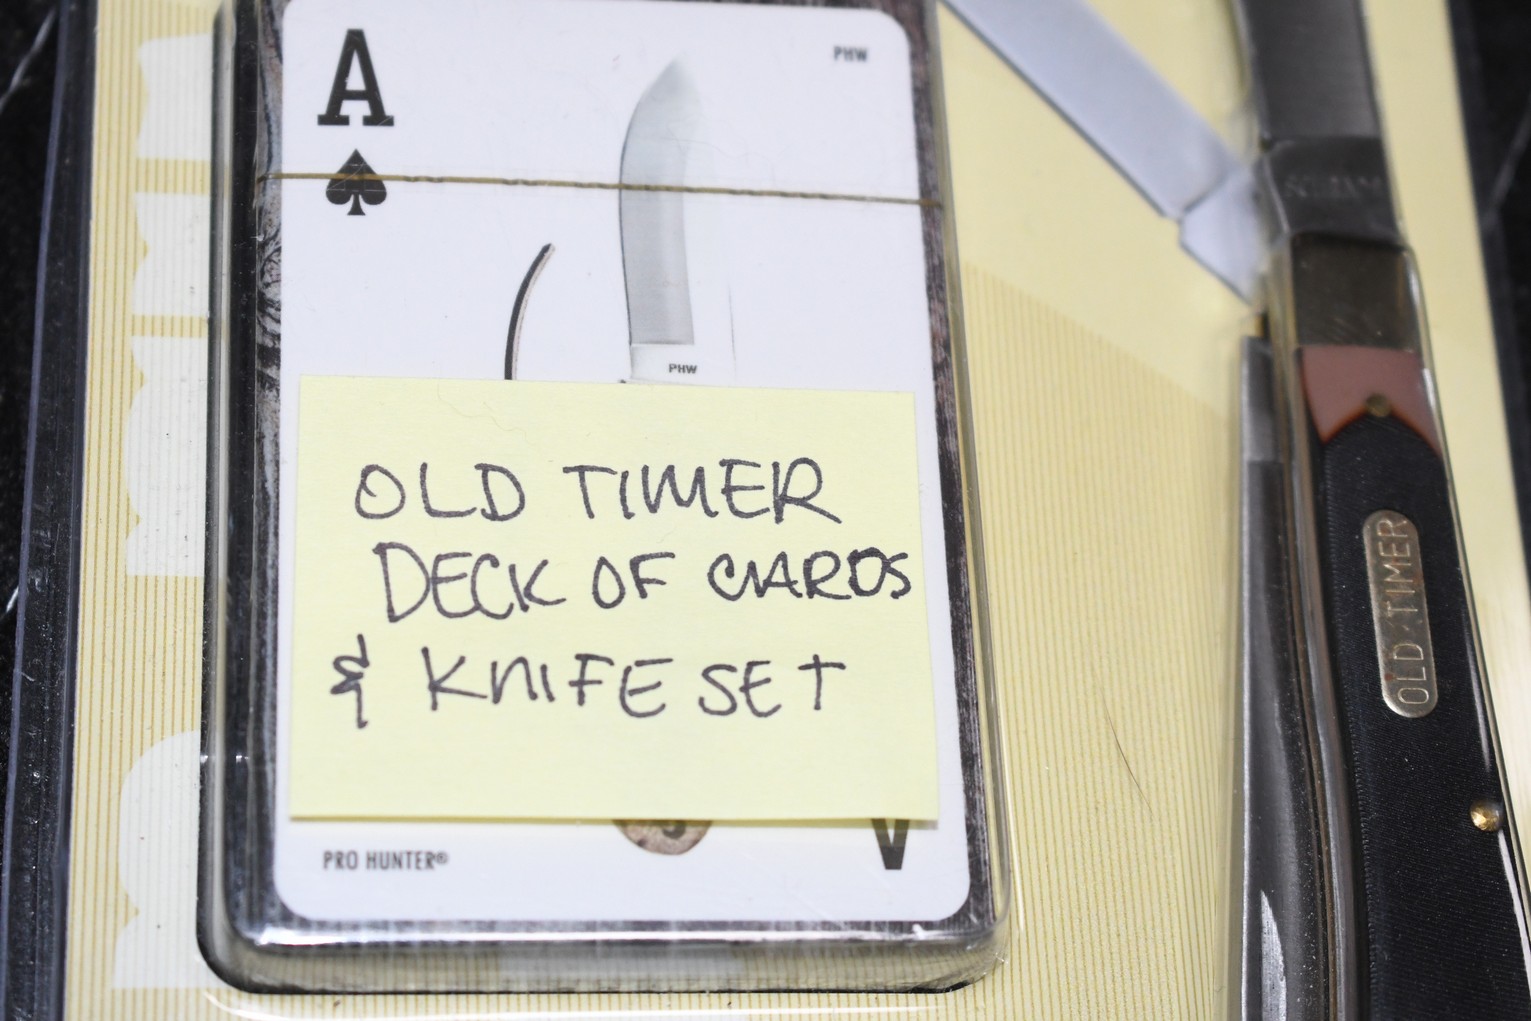 A
PHW
PHW
OLD TIMER
DECK OF CARDS
& KNIFE SET
PRO HUNTER®
A
OLD TIMER